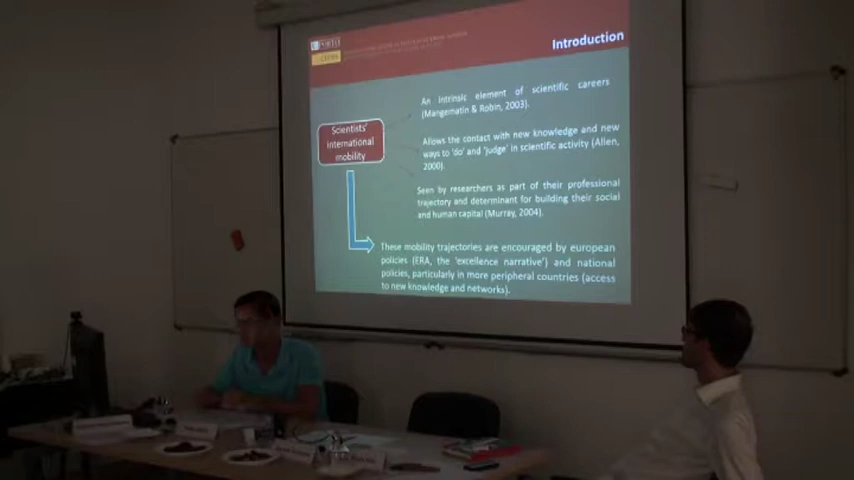 PORTO
Introduction
Scientists'
international
mobility
An intrinsic element of scientific careers
(Mangematin & Robin, 2003).
Allows the contact with new knowledge and new
ways to 'do' and 'judge' in scientific activity (Allen,
2000).
Seen by researchers as part of their professional
trajectory and determinant for building their social
and human capital (Murray, 2004).
These mobility trajectories are encouraged by european
policies (ERA, the 'excellence narrative') and national
policies, particularly in more peripheral countries (access
to new knowledge and networks).